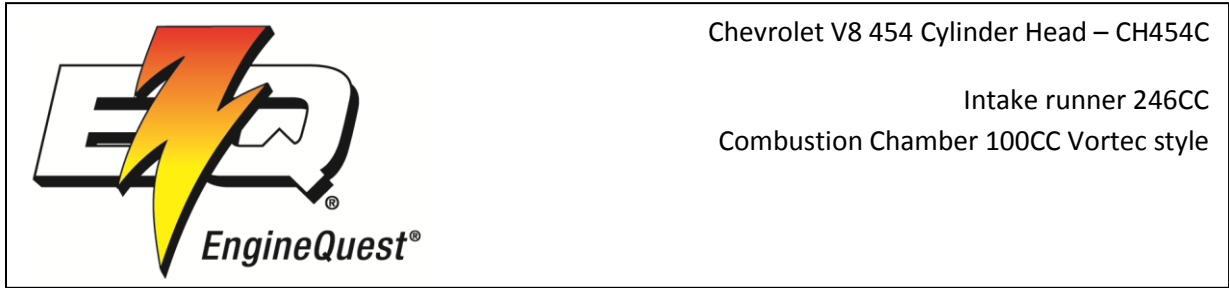 EQ®
EngineQuest®
Chevrolet V8 454 Cylinder Head – CH454C
Intake runner 246CC
Combustion Chamber 100CC Vortec style